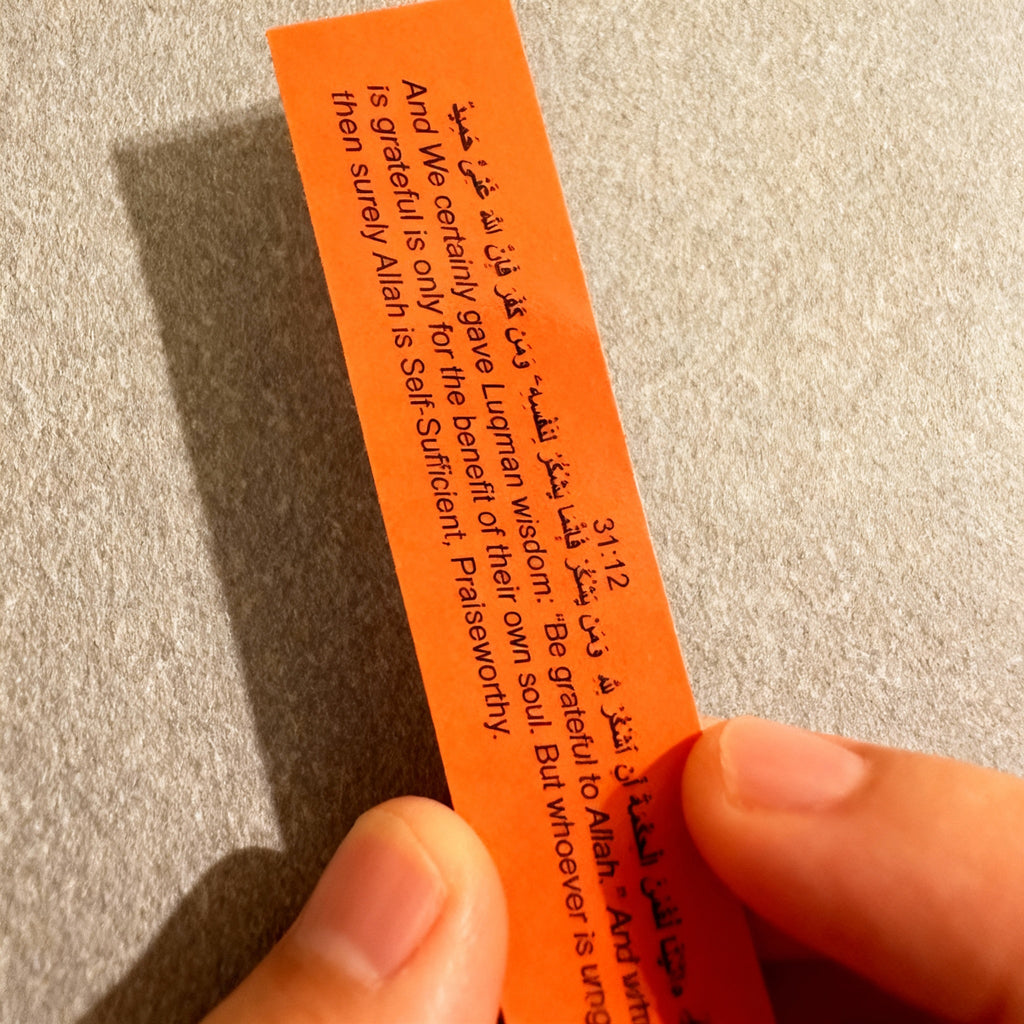 31:12
لُقْمَٰنَ ٱلْحِكْمَةَ أَنِ ٱشْكُرْ لِلَّهِ وَمَن يَشْكُرْ فَإِنَّمَا يَشْكُرُ لِنَفْسِهِۦ وَمَن كَفَرَ فَإِنَّ ٱللَّهَ غَنِىٌّ حَمِيدٌ
And We certainly gave Luqman wisdom: "Be grateful to Allah." And
is grateful is only for the benefit of their own soul. But whoever is
then surely Allah is Self-Sufficient, Praiseworthy.